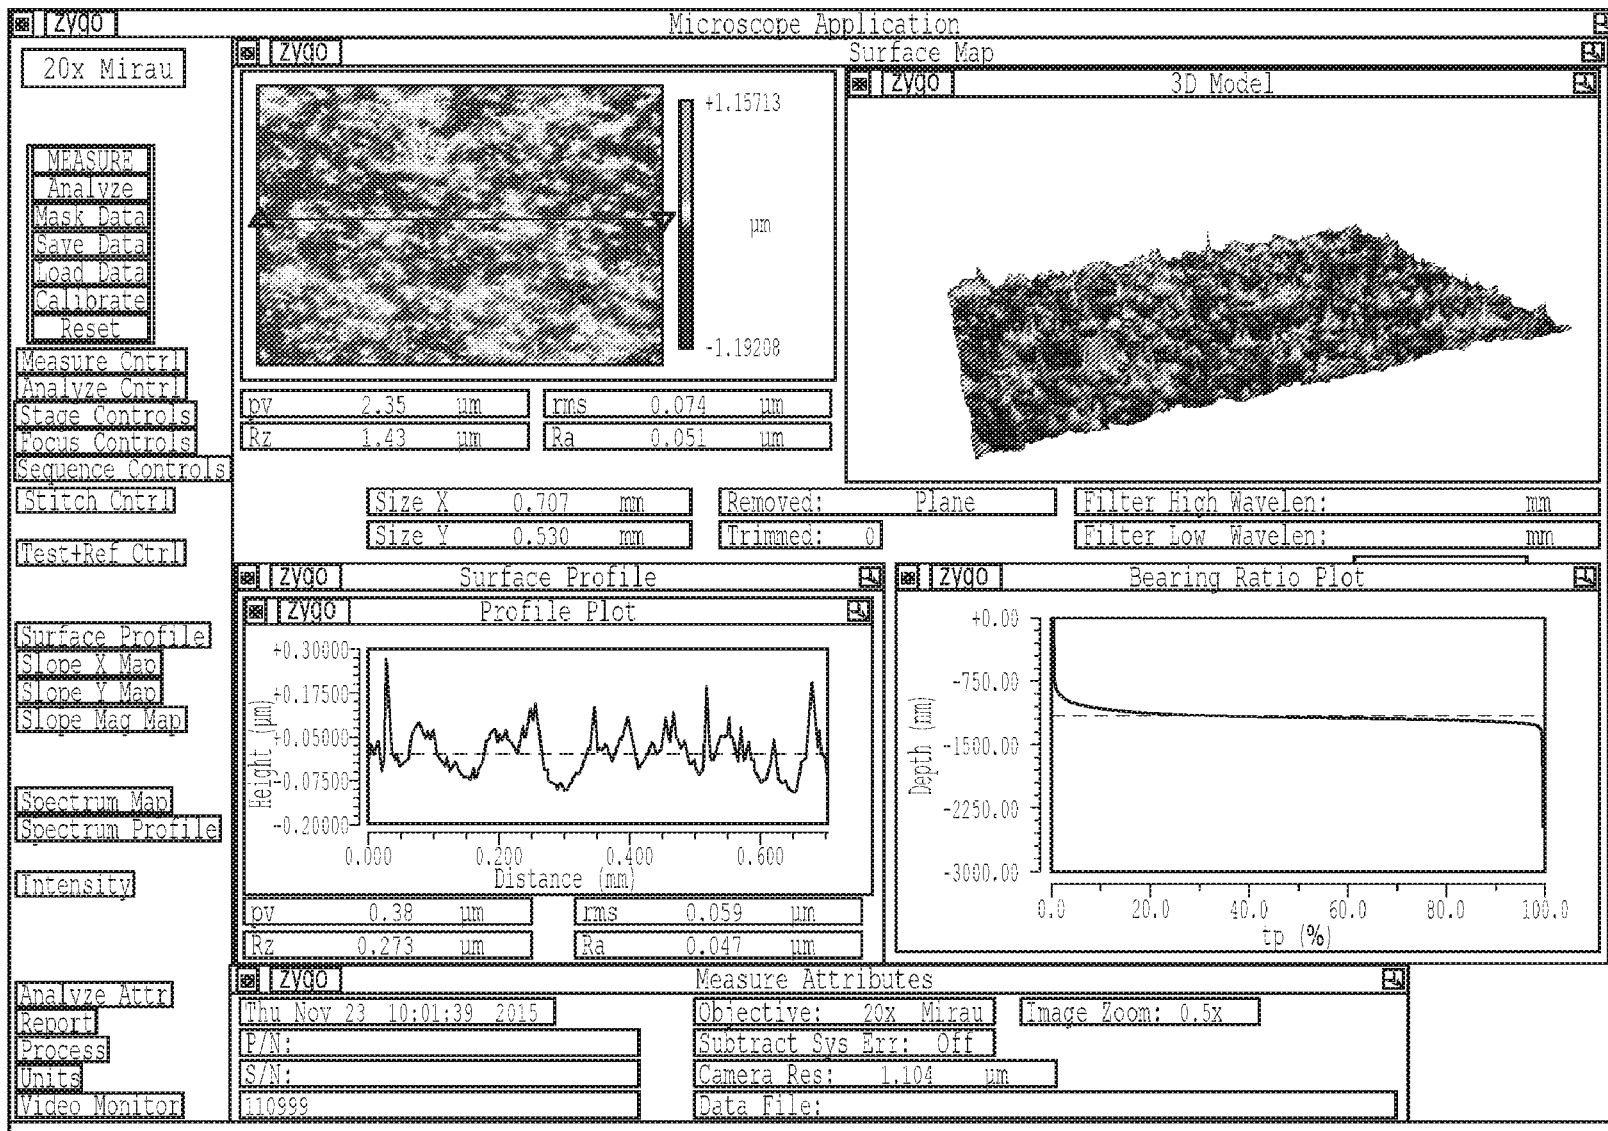 zygo Microscope Application
20x Mirau
MEASURE
Analyze
Mask Data
Save Data
Load Data
Calibrate
Reset
Measure Cntrl
Analyze Cntrl
Stage Controls
Focus Controls
Sequence Controls
Stitch Cntrl
Test+Ref Ctrl
Surface Profile
Slope X Map
Slope Y Map
Slope Mag Map
Spectrum Map
Spectrum Profile
Intensity
Analyze Attr
Report
Process
Units
Video Monitor
zygo Surface Map
+1.15713
µm
-1.19208
pv 2.35 µm
rms 0.074 µm
Rz 1.43 µm
Ra 0.051 µm
zygo 3D Model
Size X 0.707 mm
Removed: Plane
Filter High Wavelen: mm
Size Y 0.530 mm
Trimmed: 0
Filter Low Wavelen: mm
zygo Surface Profile
zygo Profile Plot
Height (µm)
+0.30000
+0.17500
+0.05000
-0.07500
-0.20000
0.000 0.200 0.400 0.600
Distance (mm)
pv 0.38 µm
rms 0.059 µm
Rz 0.273 µm
Ra 0.047 µm
zygo Bearing Ratio Plot
Depth (nm)
+0.00
-750.00
-1500.00
-2250.00
-3000.00
0.0 20.0 40.0 60.0 80.0 100.0
tp (%)
zygo Measure Attributes
Thu Nov 23 10:01:39 2015
Objective: 20x Mirau
Image Zoom: 0.5x
P/N:
Subtract Sys Err: Off
S/N:
Camera Res: 1.104 µm
110999
Data File: